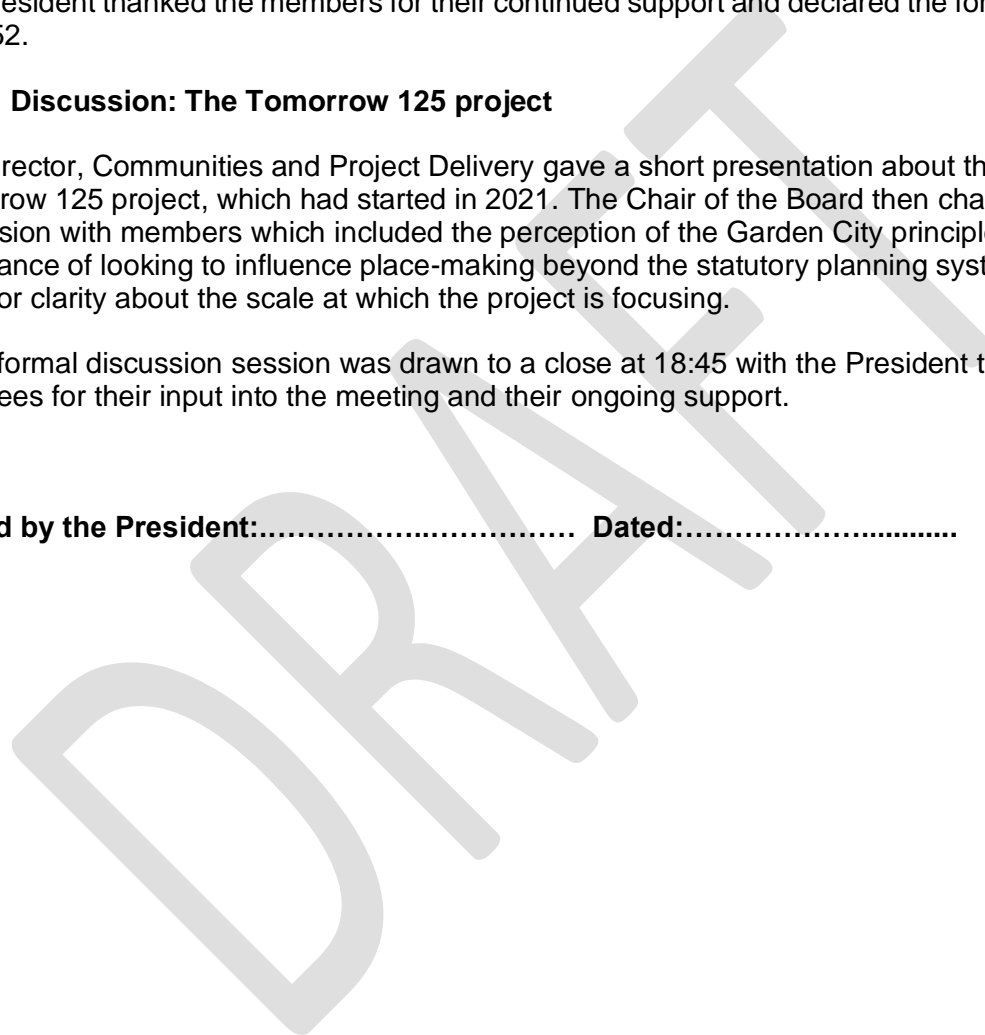 resident thanked the members for their continued support and declared the for
52.
Discussion: The Tomorrow 125 project
rector, Communities and Project Delivery gave a short presentation about th
row 125 project, which had started in 2021. The Chair of the Board then cha
sion with members which included the perception of the Garden City principle
ance of looking to influence place-making beyond the statutory planning syst
or clarity about the scale at which the project is focusing.
formal discussion session was drawn to a close at 18:45 with the President t
ees for their input into the meeting and their ongoing support.
d by the President:..……………..…………… Dated:.………………............
DRAFT